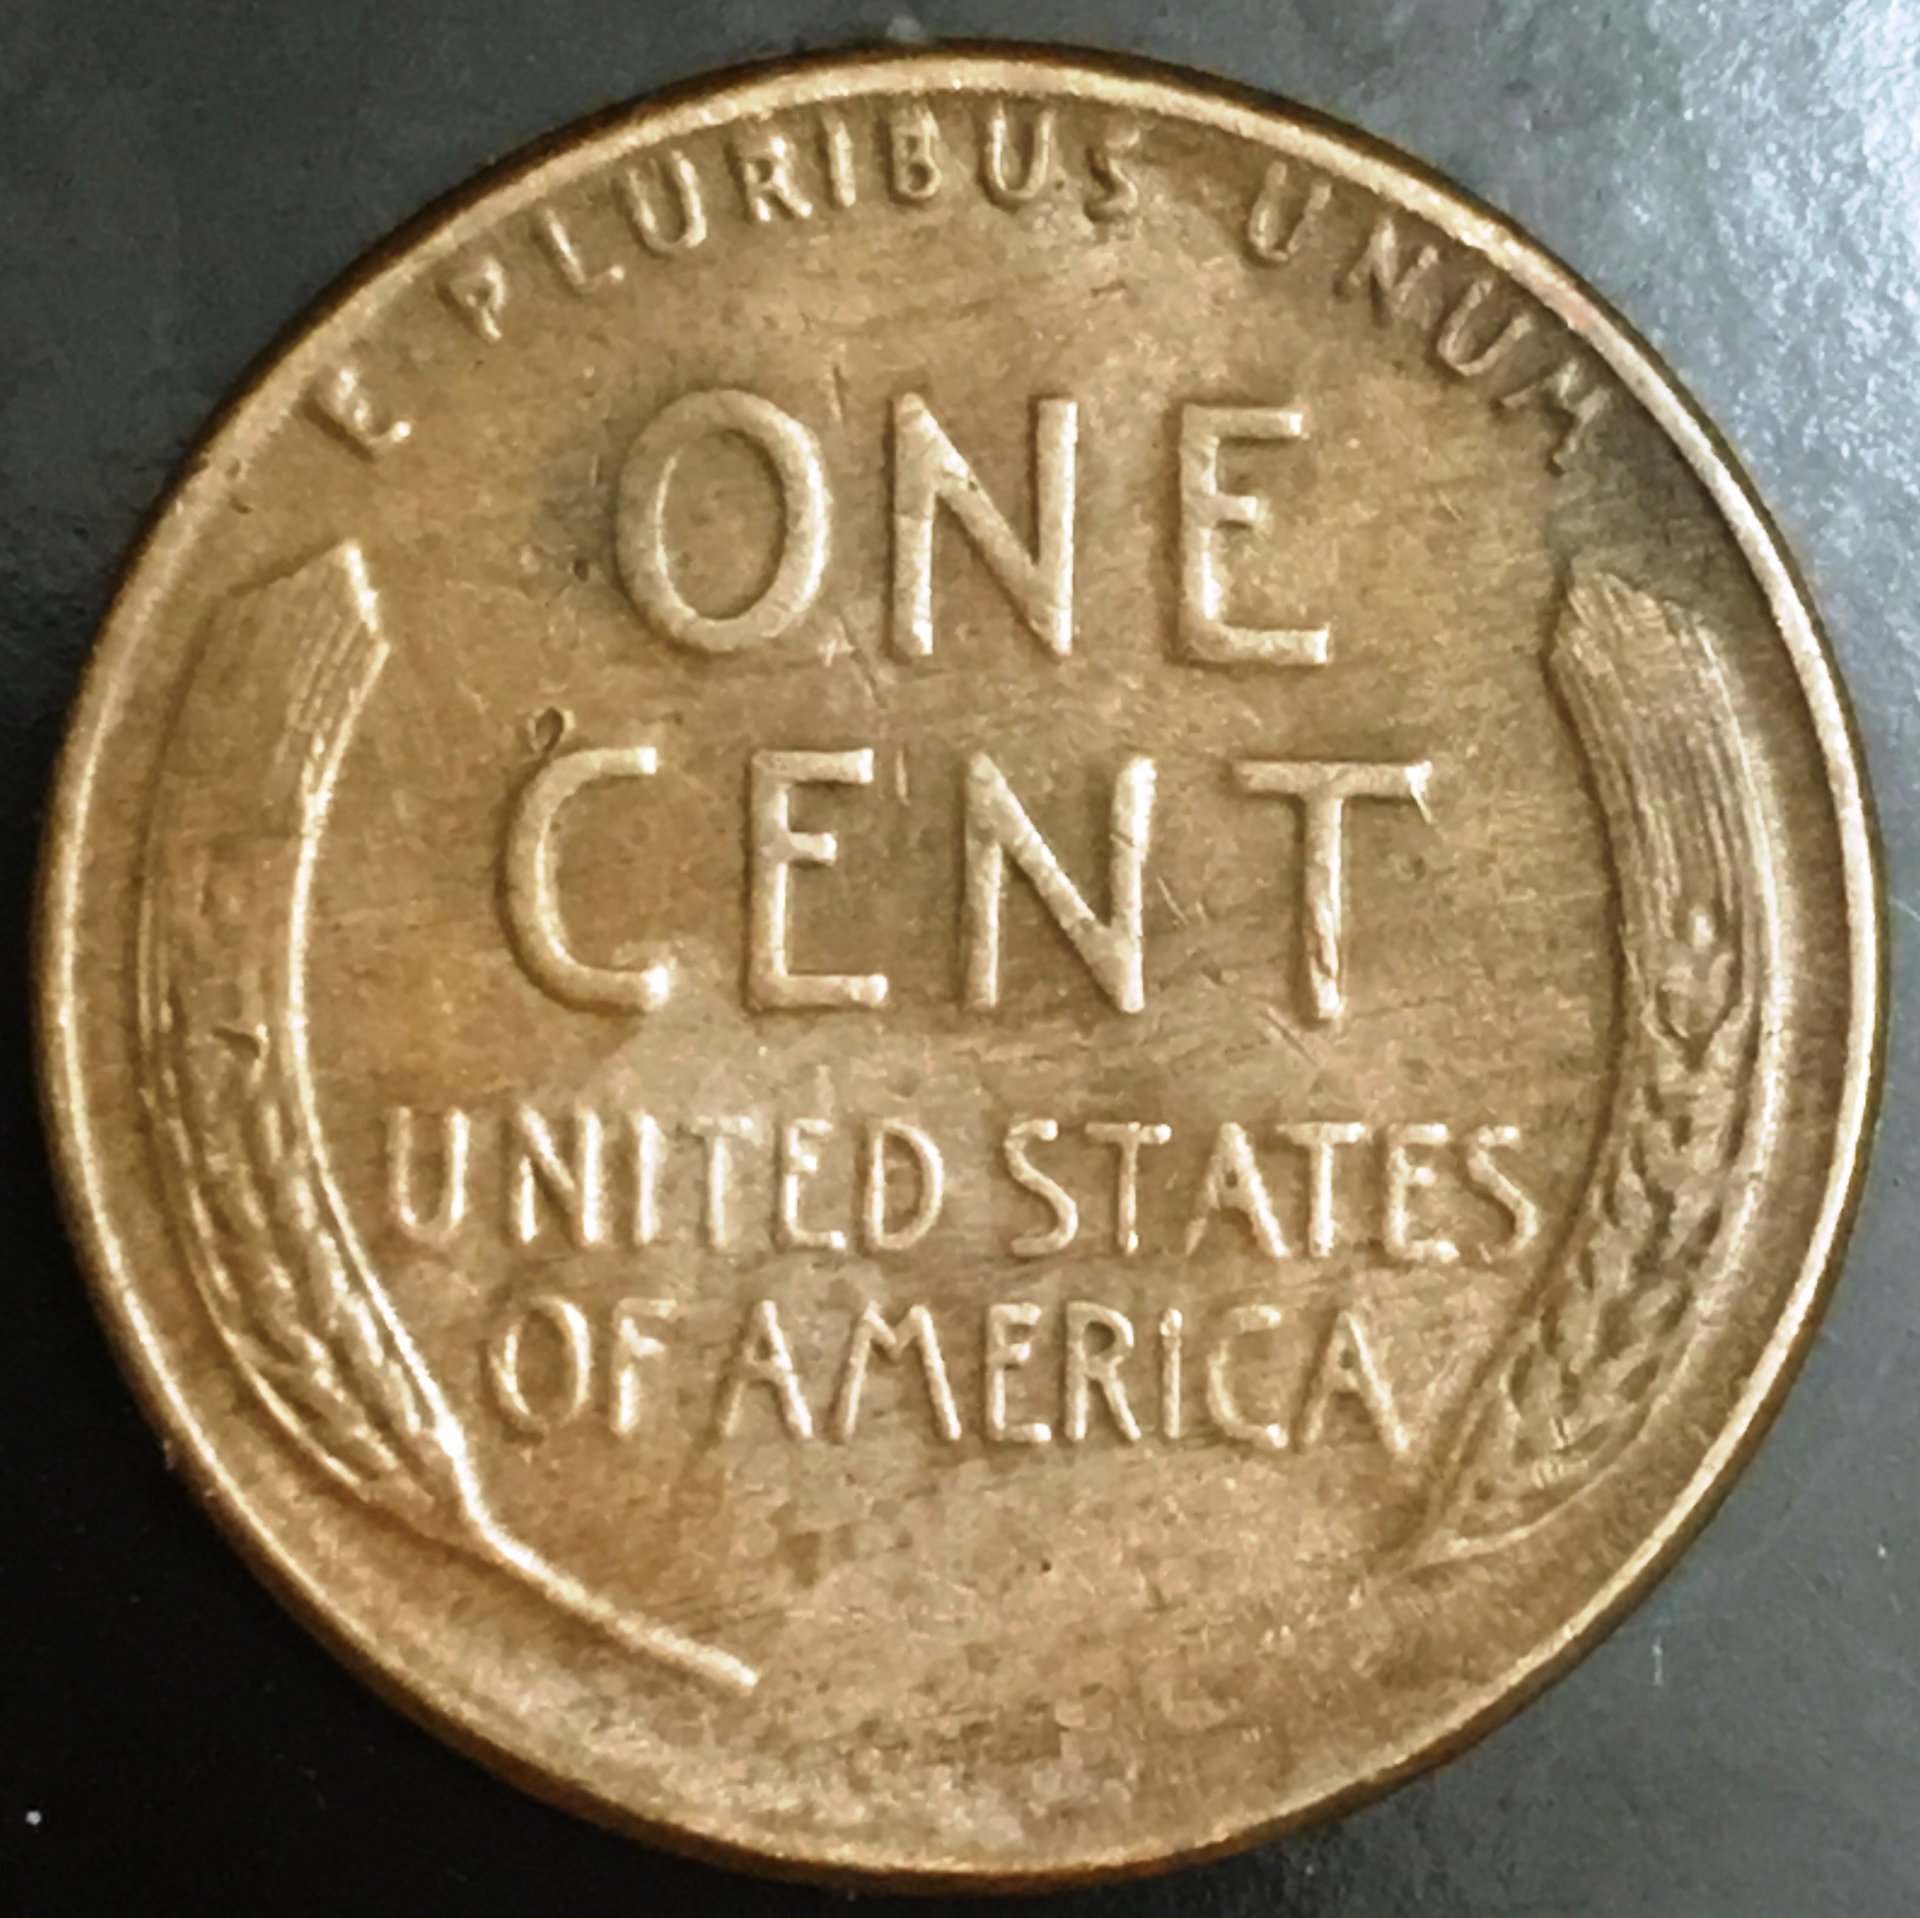 E PLURIBUS UNUM
ONE
CENT
UNITED STATES
OF AMERICA